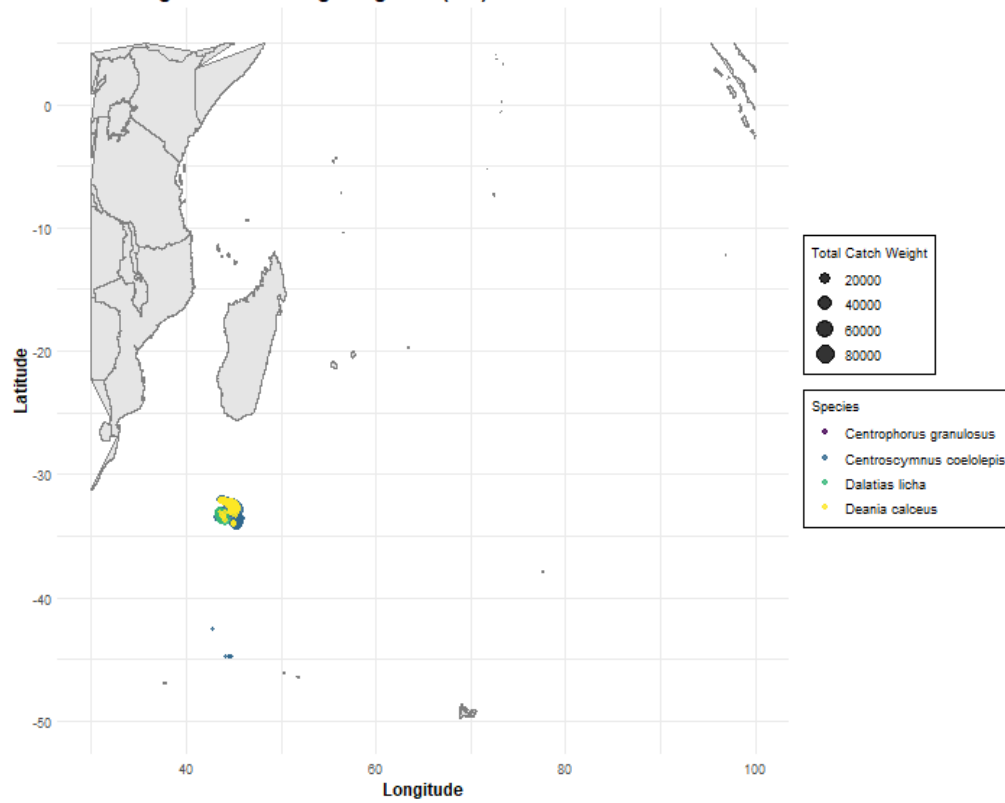 0
-10
-20
-30
-40
-50
Latitude
40
60
80
100
Longitude
Total Catch Weight
20000
40000
60000
80000
Species
Centrophorus granulosus
Centroscymnus coelolepis
Dalatias licha
Deania calceus